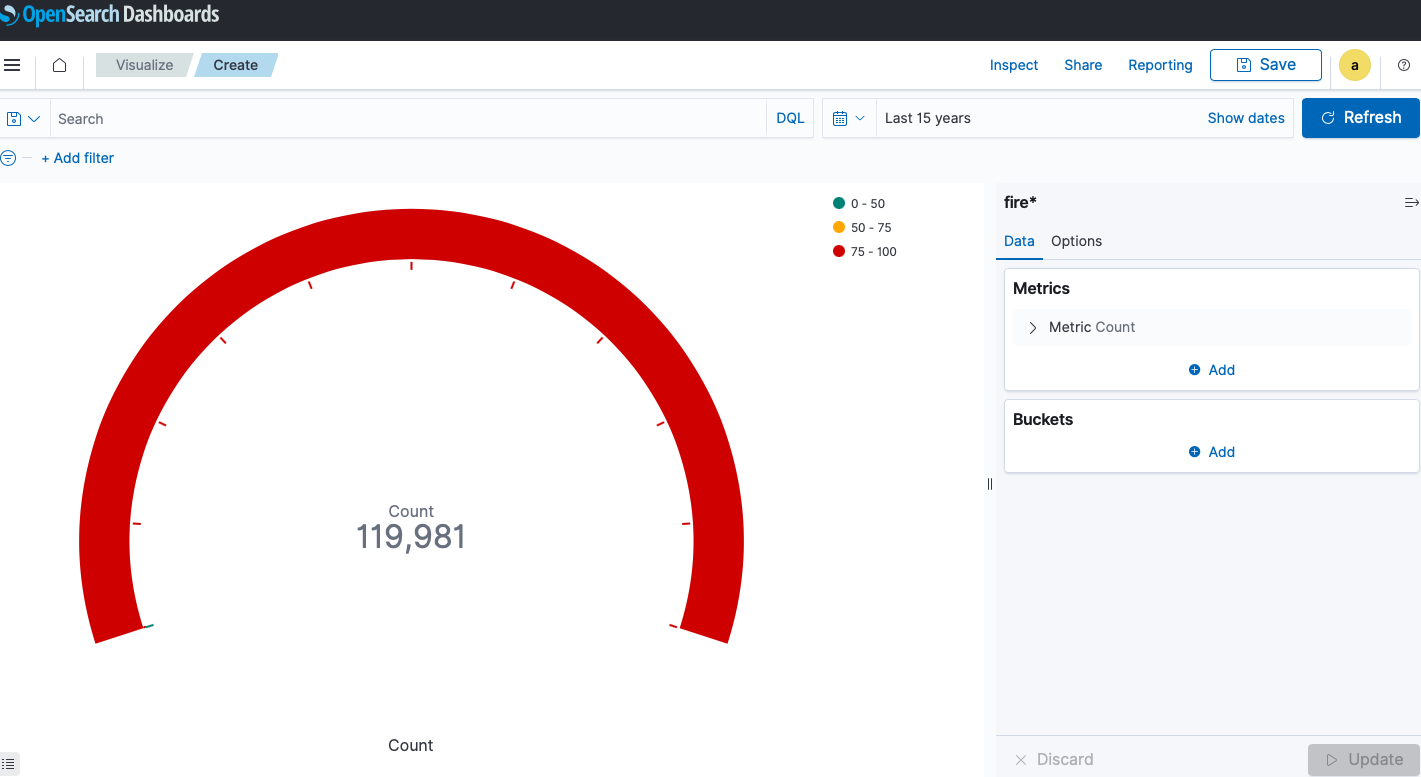 OpenSearch Dashboards
Visualize Create Inspect Share Reporting Save a
Search DQL Last 15 years Show dates Refresh
+ Add filter
0 - 50
50 - 75
75 - 100
Count
119,981
Count
fire*
Data Options
Metrics
Metric Count
Add
Buckets
Add
Discard Update